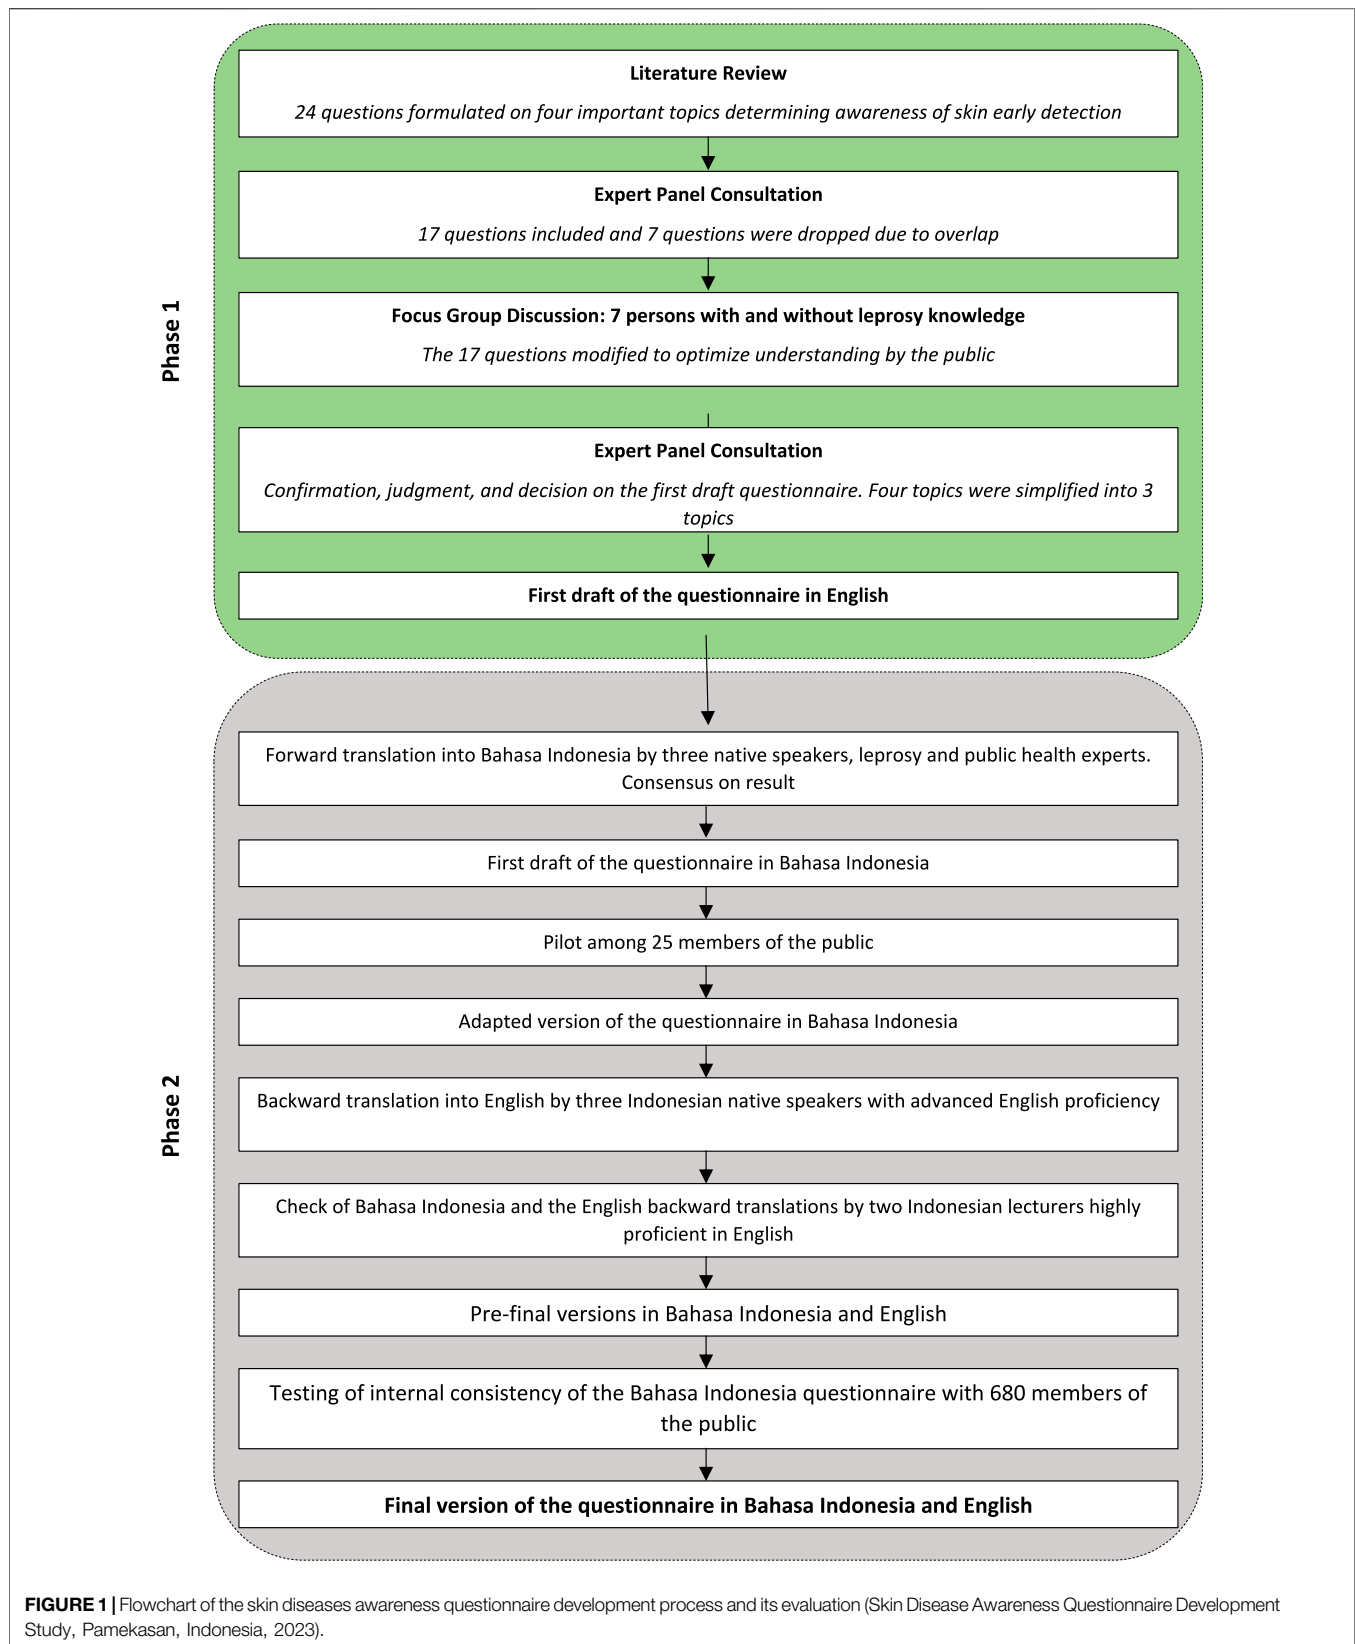 Phase 1
Literature Review
24 questions formulated on four important topics determining awareness of skin early detection
Expert Panel Consultation
17 questions included and 7 questions were dropped due to overlap
Focus Group Discussion: 7 persons with and without leprosy knowledge
The 17 questions modified to optimize understanding by the public
Expert Panel Consultation
Confirmation, judgment, and decision on the first draft questionnaire. Four topics were simplified into 3
topics
First draft of the questionnaire in English
Phase 2
Forward translation into Bahasa Indonesia by three native speakers, leprosy and public health experts.
Consensus on result
First draft of the questionnaire in Bahasa Indonesia
Pilot among 25 members of the public
Adapted version of the questionnaire in Bahasa Indonesia
Backward translation into English by three Indonesian native speakers with advanced English proficiency
Check of Bahasa Indonesia and the English backward translations by two Indonesian lecturers highly
proficient in English
Pre-final versions in Bahasa Indonesia and English
Testing of internal consistency of the Bahasa Indonesia questionnaire with 680 members of
the public
Final version of the questionnaire in Bahasa Indonesia and English
FIGURE 1 | Flowchart of the skin diseases awareness questionnaire development process and its evaluation (Skin Disease Awareness Questionnaire Development
Study, Pamekasan, Indonesia, 2023).